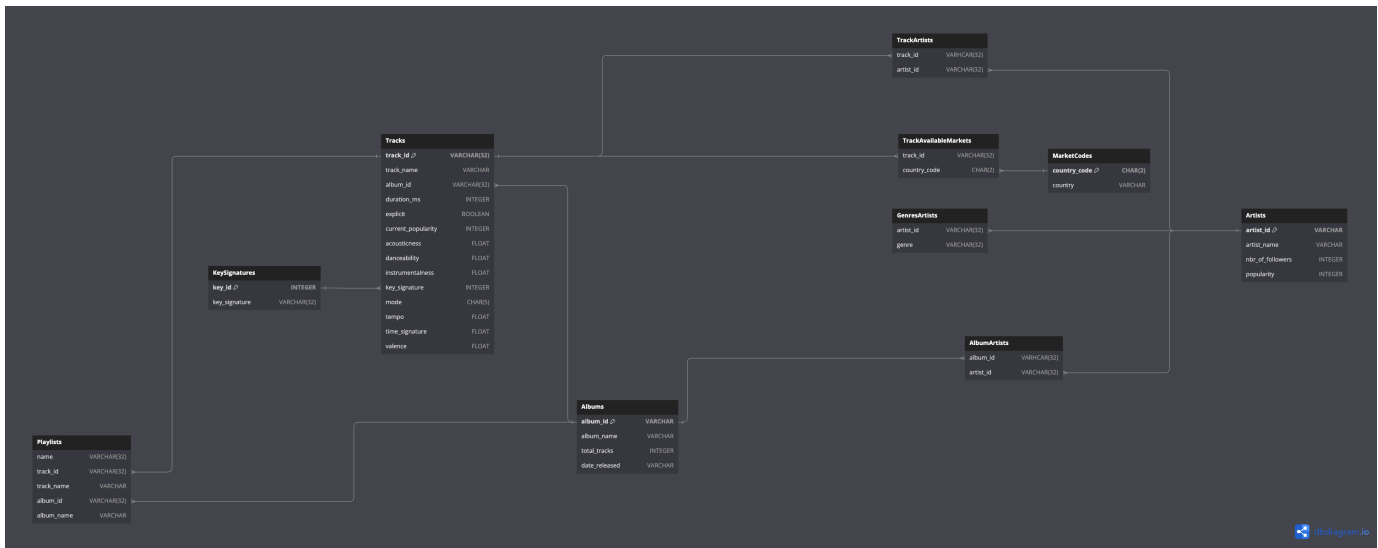 TrackArtists
track_id VARHCAR(32)
artist_id VARCHAR(32)
Tracks
track_id VARCHAR(32)
track_name VARCHAR
album_id VARCHAR(32)
duration_ms INTEGER
explicit BOOLEAN
current_popularity INTEGER
acousticness FLOAT
danceability FLOAT
instrumentalness FLOAT
key_signature INTEGER
mode CHAR(5)
tempo FLOAT
time_signature FLOAT
valence FLOAT
TrackAvailableMarkets
track_id VARCHAR(32)
country_code CHAR(2)
MarketCodes
country_code CHAR(2)
country VARCHAR
GenresArtists
artist_id VARCHAR(32)
genre VARCHAR(32)
Artists
artist_id VARCHAR
artist_name VARCHAR
nbr_of_followers INTEGER
popularity INTEGER
KeySignatures
key_id INTEGER
key_signature VARCHAR(32)
AlbumArtists
album_id VARHCAR(32)
artist_id VARCHAR(32)
Albums
album_id VARCHAR
album_name VARCHAR
total_tracks INTEGER
date_released VARCHAR
Playlists
name VARCHAR(32)
track_id VARCHAR(32)
track_name VARCHAR
album_id VARCHAR(32)
album_name VARCHAR
dbdiagram.io